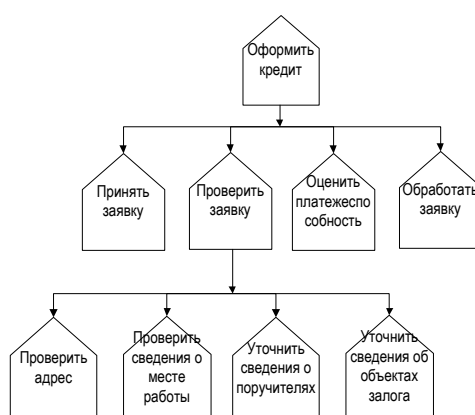 Оформить
кредит
Принять
заявку
Проверить
заявку
Оценить
платежеспо
собность
Обработать
заявку
Проверить
адрес
Проверить
сведения о
месте
работы
Уточнить
сведения о
поручителях
Уточнить
сведения об
объектах
залога